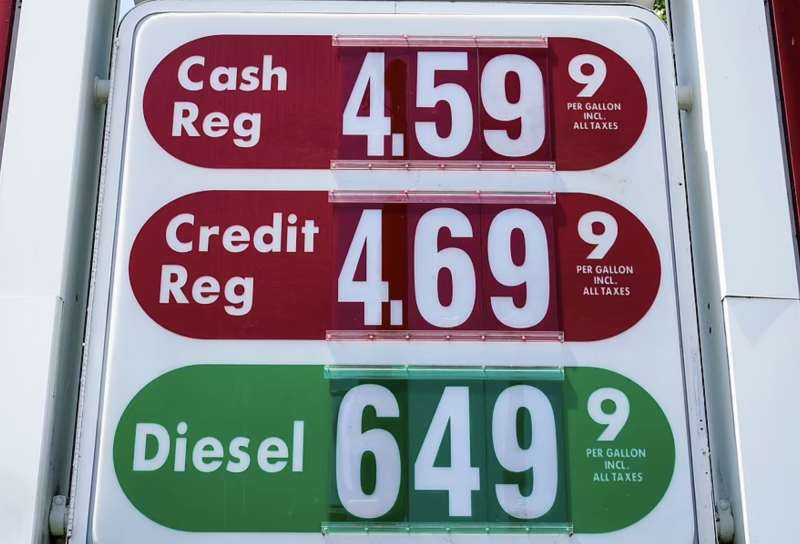 Cash
Reg
4.59
9
PER GALLON
INCL.
ALL TAXES
Credit
Reg
4.69
9
PER GALLON
INCL.
ALL TAXES
Diesel
649
9
PER GALLON
INCL.
ALL TAXES